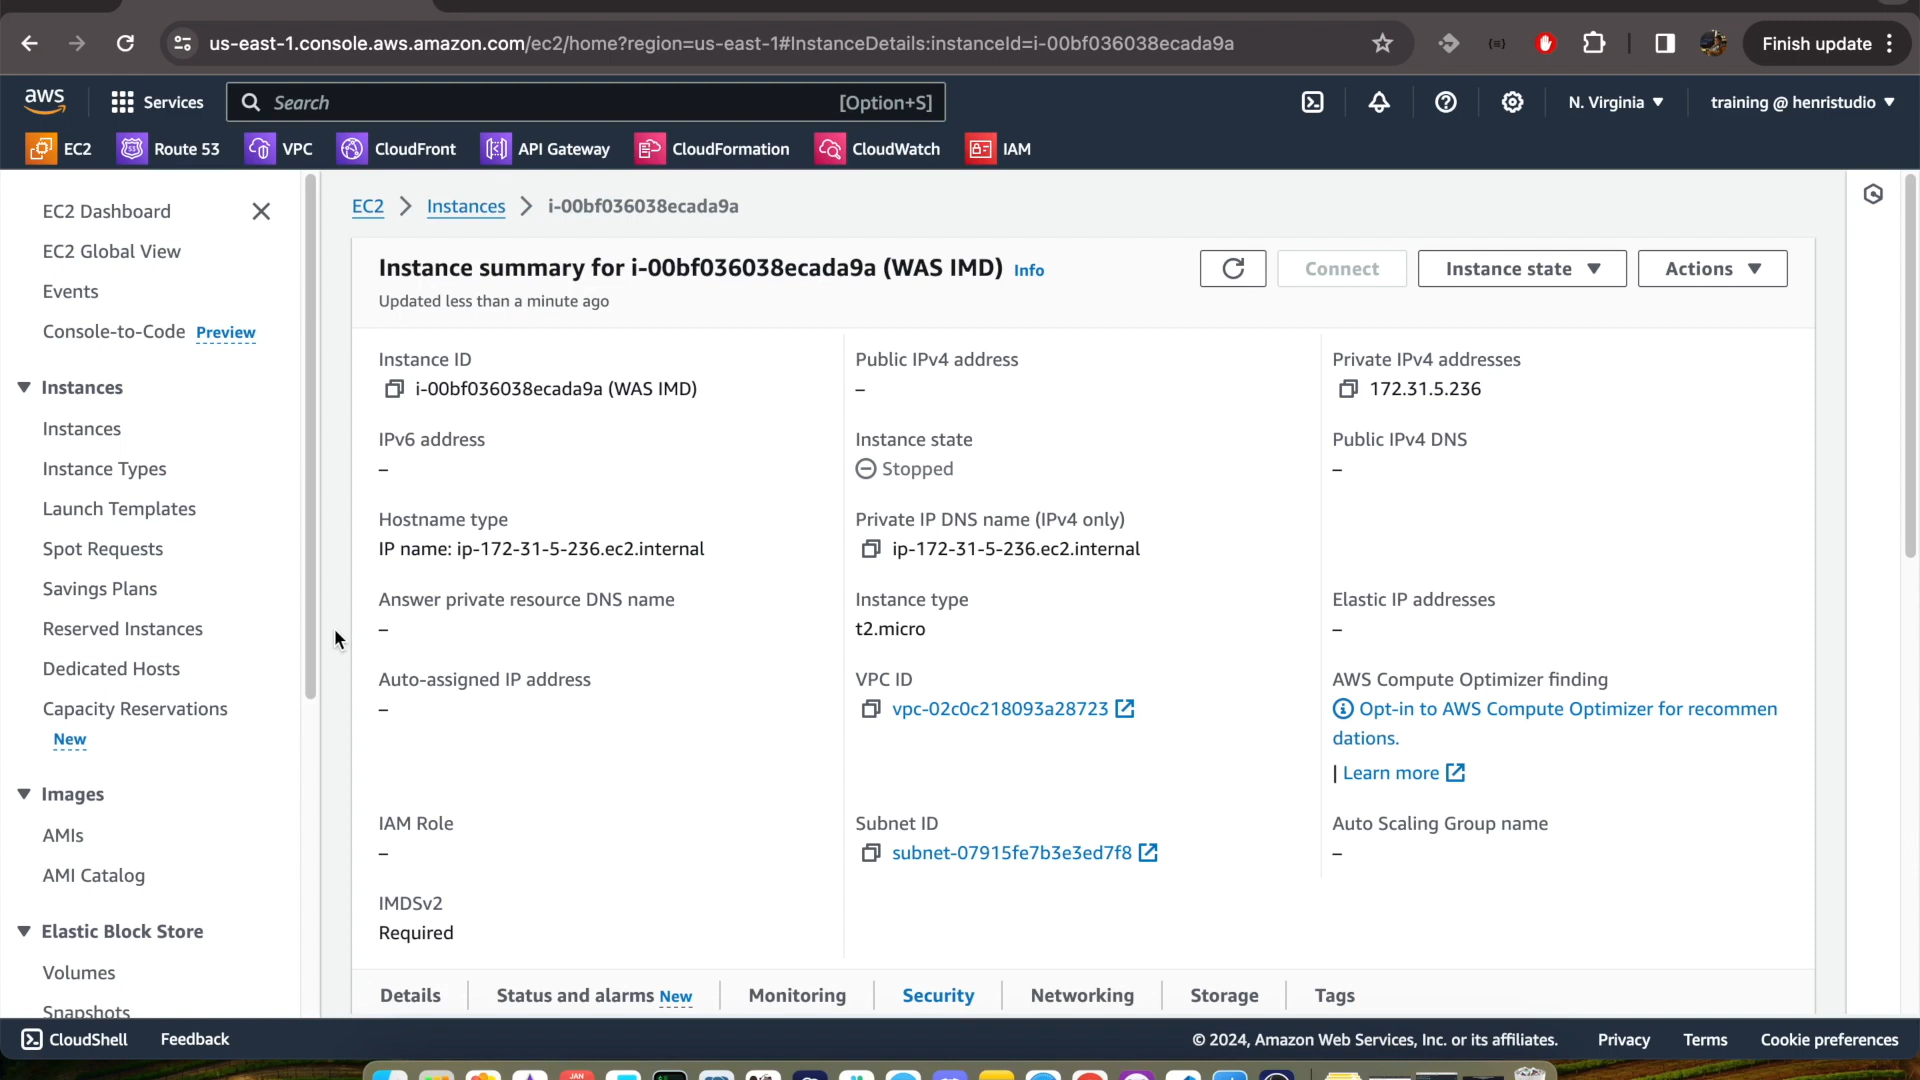 us-east-1.console.aws.amazon.com/ec2/home?region=us-east-1#InstanceDetails:instanceId=i-00bf036038ecada9a
Finish update
aws
Services
Search
[Option+S]
N. Virginia
training @ henristudio
EC2
Route 53
VPC
CloudFront
API Gateway
CloudFormation
CloudWatch
IAM
EC2 Dashboard
EC2 Global View
Events
Console-to-Code Preview
Instances
Instances
Instance Types
Launch Templates
Spot Requests
Savings Plans
Reserved Instances
Dedicated Hosts
Capacity Reservations
New
Images
AMIs
AMI Catalog
Elastic Block Store
Volumes
Snapshots
EC2 > Instances > i-00bf036038ecada9a
Instance summary for i-00bf036038ecada9a (WAS IMD) Info
Updated less than a minute ago
Connect
Instance state
Actions
Instance ID
i-00bf036038ecada9a (WAS IMD)
Public IPv4 address
–
Private IPv4 addresses
172.31.5.236
IPv6 address
–
Instance state
Stopped
Public IPv4 DNS
–
Hostname type
IP name: ip-172-31-5-236.ec2.internal
Private IP DNS name (IPv4 only)
ip-172-31-5-236.ec2.internal
Answer private resource DNS name
–
Instance type
t2.micro
Elastic IP addresses
–
Auto-assigned IP address
–
VPC ID
vpc-02c0c218093a28723
AWS Compute Optimizer finding
Opt-in to AWS Compute Optimizer for recommen
dations.
| Learn more
IAM Role
–
Subnet ID
subnet-07915fe7b3e3ed7f8
Auto Scaling Group name
–
IMDSv2
Required
Details
Status and alarms New
Monitoring
Security
Networking
Storage
Tags
CloudShell
Feedback
© 2024, Amazon Web Services, Inc. or its affiliates.
Privacy
Terms
Cookie preferences
JAN